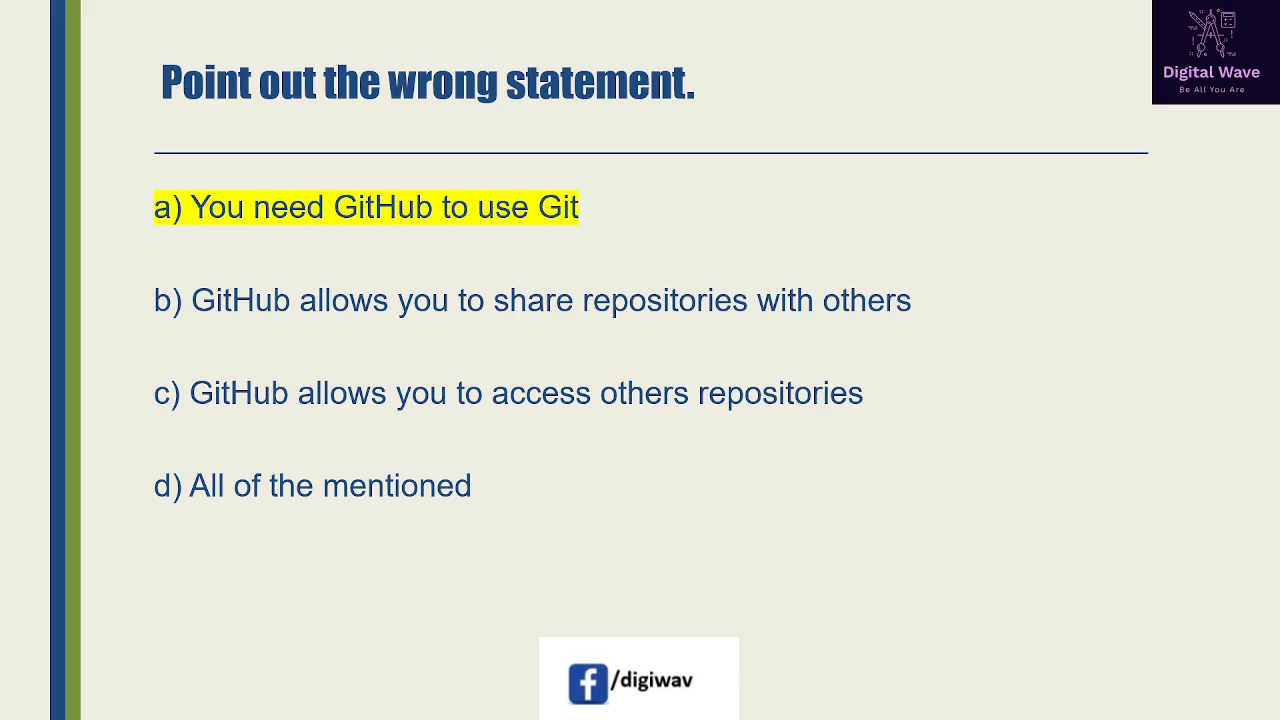 Digital Wave
Be All You Are
Point out the wrong statement.
a) You need GitHub to use Git
b) GitHub allows you to share repositories with others
c) GitHub allows you to access others repositories
d) All of the mentioned
f/digiwav